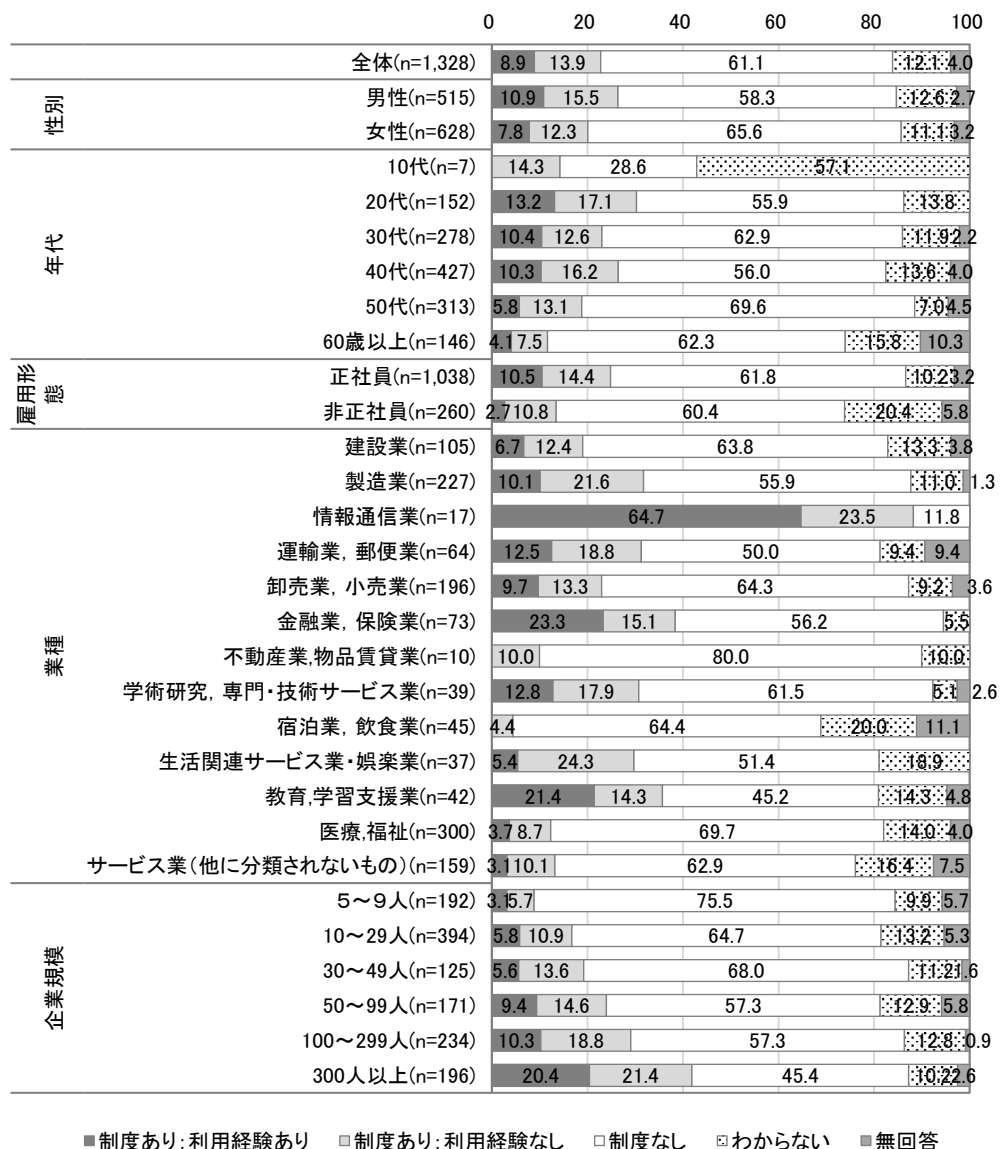 0 20 40 60 80 100
全体(n=1,328) 8.9 13.9 61.1 12.1 4.0
性別
男性(n=515) 10.9 15.5 58.3 12.6 2.7
女性(n=628) 7.8 12.3 65.6 11.1 3.2
年代
10代(n=7) 14.3 28.6 57.1
20代(n=152) 13.2 17.1 55.9 13.8
30代(n=278) 10.4 12.6 62.9 11.9 2.2
40代(n=427) 10.3 16.2 56.0 13.6 4.0
50代(n=313) 5.8 13.1 69.6 7.0 4.5
60歳以上(n=146) 4.1 7.5 62.3 15.8 10.3
雇用形態
正社員(n=1,038) 10.5 14.4 61.8 10.2 3.2
非正社員(n=260) 2.7 10.8 60.4 20.4 5.8
業種
建設業(n=105) 6.7 12.4 63.8 13.3 3.8
製造業(n=227) 10.1 21.6 55.9 11.0 1.3
情報通信業(n=17) 64.7 23.5 11.8
運輸業，郵便業(n=64) 12.5 18.8 50.0 9.4 9.4
卸売業，小売業(n=196) 9.7 13.3 64.3 9.2 3.6
金融業，保険業(n=73) 23.3 15.1 56.2 5.5
不動産業,物品賃貸業(n=10) 10.0 80.0 10.0
学術研究，専門・技術サービス業(n=39) 12.8 17.9 61.5 5.1 2.6
宿泊業，飲食業(n=45) 4.4 64.4 20.0 11.1
生活関連サービス業・娯楽業(n=37) 5.4 24.3 51.4 18.9
教育,学習支援業(n=42) 21.4 14.3 45.2 14.3 4.8
医療,福祉(n=300) 3.7 8.7 69.7 14.0 4.0
サービス業（他に分類されないもの）(n=159) 3.1 10.1 62.9 16.4 7.5
企業規模
５～９人(n=192) 3.1 5.7 75.5 9.9 5.7
10～29人(n=394) 5.8 10.9 64.7 13.2 5.3
30～49人(n=125) 5.6 13.6 68.0 11.2 1.6
50～99人(n=171) 9.4 14.6 57.3 12.9 5.8
100～299人(n=234) 10.3 18.8 57.3 12.8 0.9
300人以上(n=196) 20.4 21.4 45.4 10.2 2.6
制度あり：利用経験あり 制度あり：利用経験なし 制度なし わからない 無回答